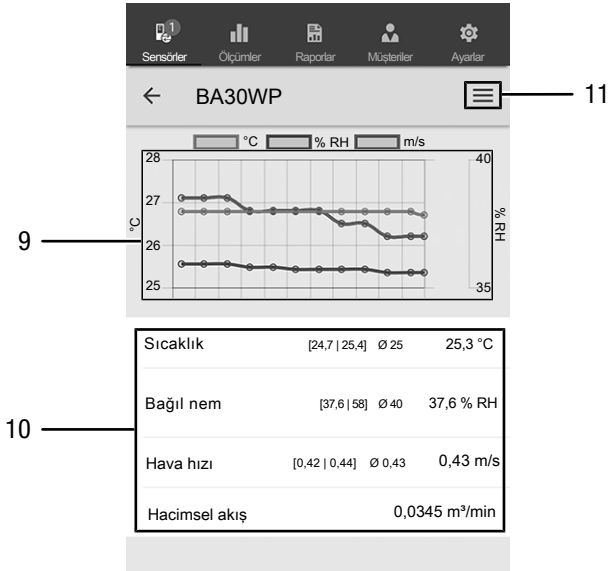 1
Sensörler Ölçümler Raporlar Müşteriler Ayarlar
BA30WP
11
°C % RH m/s
28 40
27
°C % RH
9
26
25 35
Sıcaklık [24,7 | 25,4] Ø 25 25,3 °C
Bağıl nem [37,6 | 58] Ø 40 37,6 % RH
10
Hava hızı [0,42 | 0,44] Ø 0,43 0,43 m/s
Hacimsel akış 0,0345 m³/min